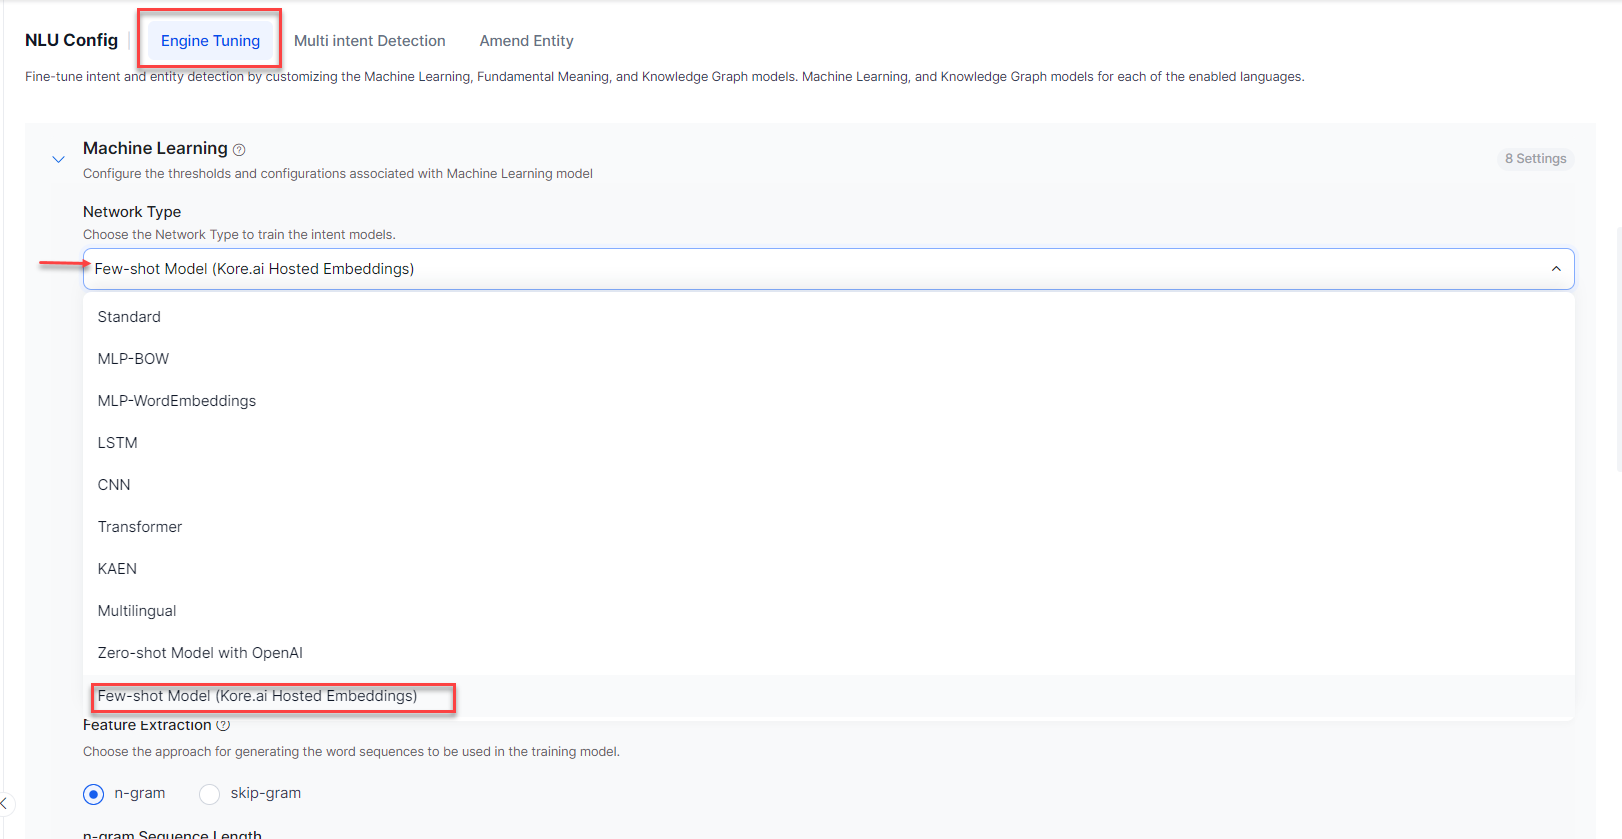 NLU Config
Engine Tuning
Multi intent Detection
Amend Entity
Fine-tune intent and entity detection by customizing the Machine Learning, Fundamental Meaning, and Knowledge Graph models. Machine Learning, and Knowledge Graph models for each of the enabled languages.
Machine Learning
8 Settings
Configure the thresholds and configurations associated with Machine Learning model
Network Type
Choose the Network Type to train the intent models.
Few-shot Model (Kore.ai Hosted Embeddings)
Standard
MLP-BOW
MLP-WordEmbeddings
LSTM
CNN
Transformer
KAEN
Multilingual
Zero-shot Model with OpenAI
Few-shot Model (Kore.ai Hosted Embeddings)
Feature Extraction
Choose the approach for generating the word sequences to be used in the training model.
n-gram
skip-gram
n-gram Sequence Length